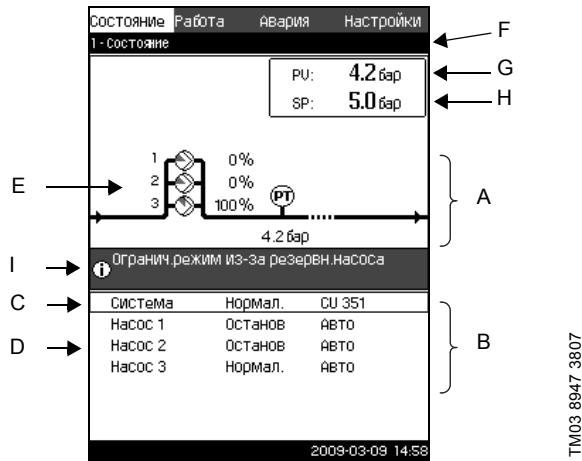 Состояние Работа Авария Настройки
1 - Состояние
F
PV: 4.2 бар
G
SP: 5.0 бар
H
1 0%
E
2 0%
3 100%
PT
A
4.2 бар
I
Огранич.режим из-за резервн.насоса
C
Система Нормал. CU 351
Насос 1 Останов Авто
D
Насос 2 Останов Авто
B
Насос 3 Нормал. Авто
2009-03-09 14:58
TM03 8947 3807